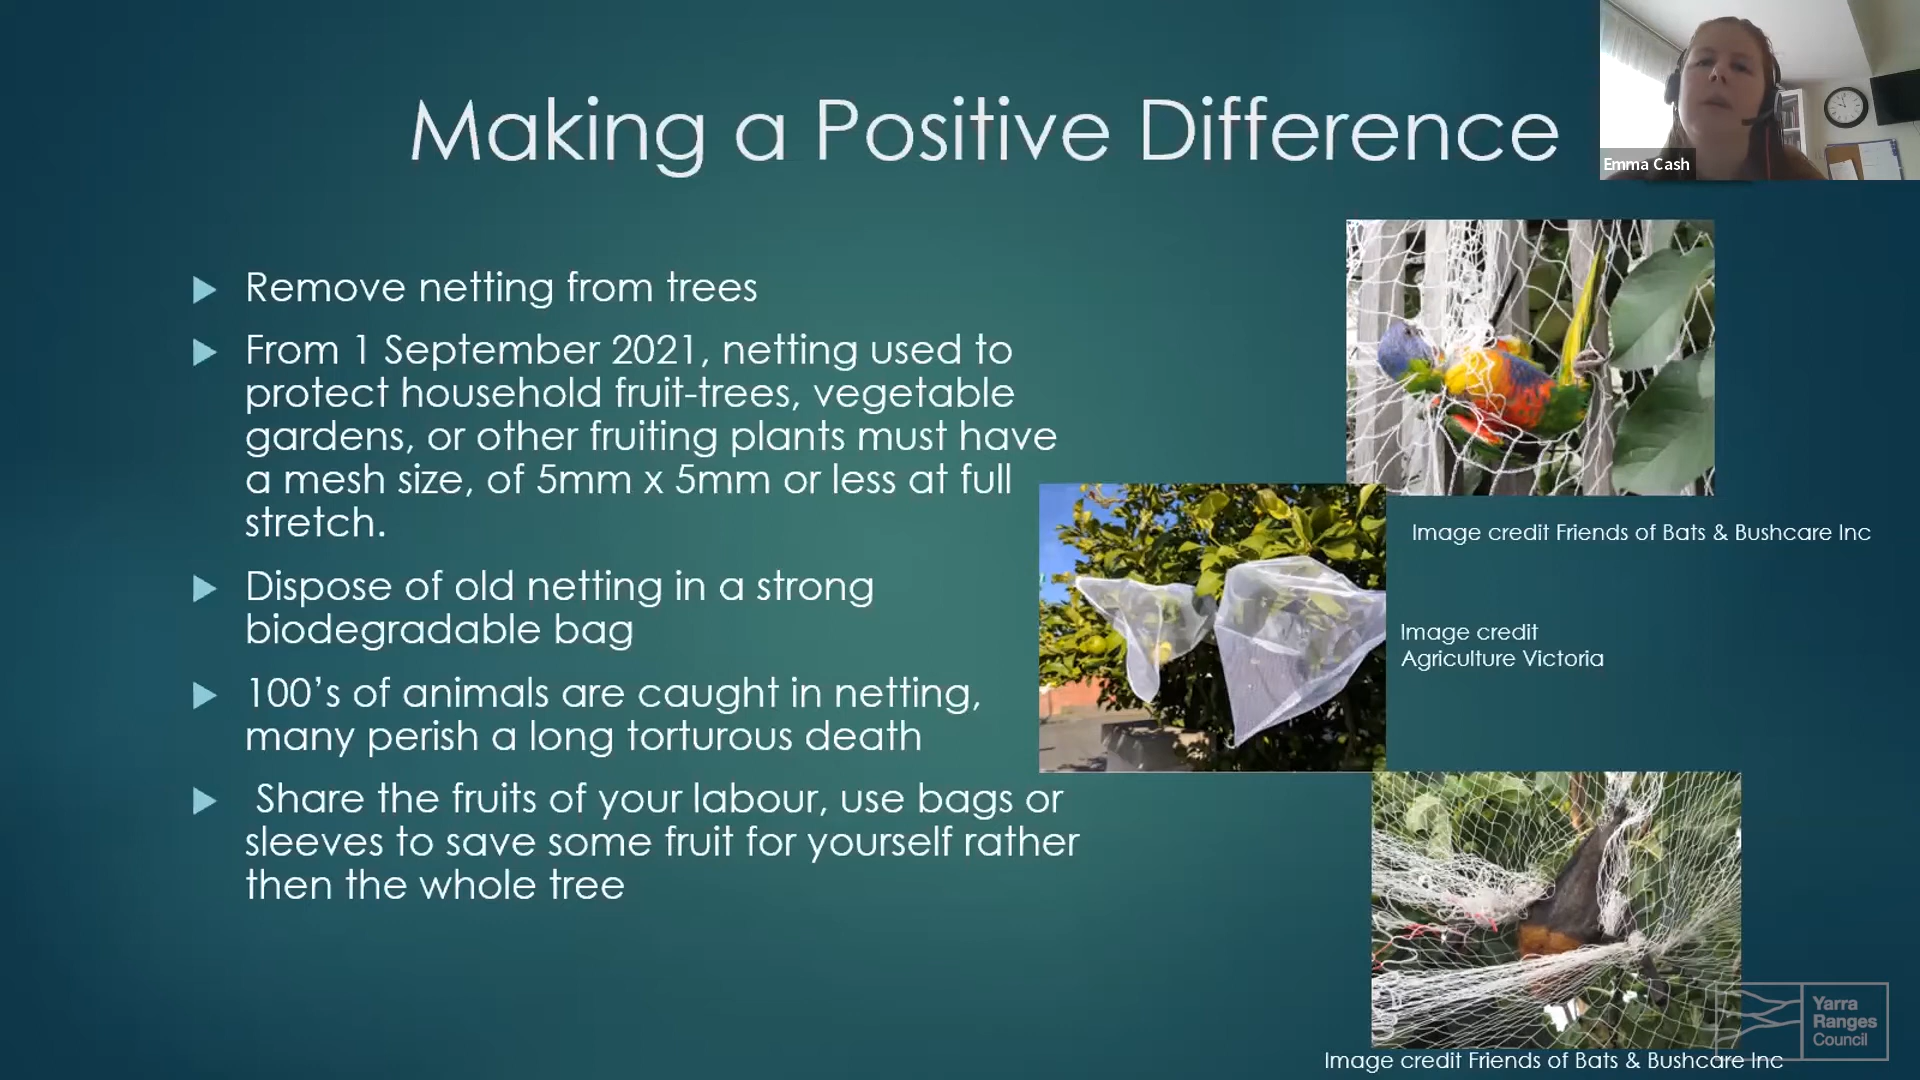 Making a Positive Difference
Emma Cash
Remove netting from trees
From 1 September 2021, netting used to
protect household fruit-trees, vegetable
gardens, or other fruiting plants must have
a mesh size, of 5mm x 5mm or less at full
stretch.
Dispose of old netting in a strong
biodegradable bag
100’s of animals are caught in netting,
many perish a long torturous death
Share the fruits of your labour, use bags or
sleeves to save some fruit for yourself rather
then the whole tree
Image credit Friends of Bats & Bushcare Inc
Image credit
Agriculture Victoria
Yarra
Ranges
Council
Image credit Friends of Bats & Bushcare Inc